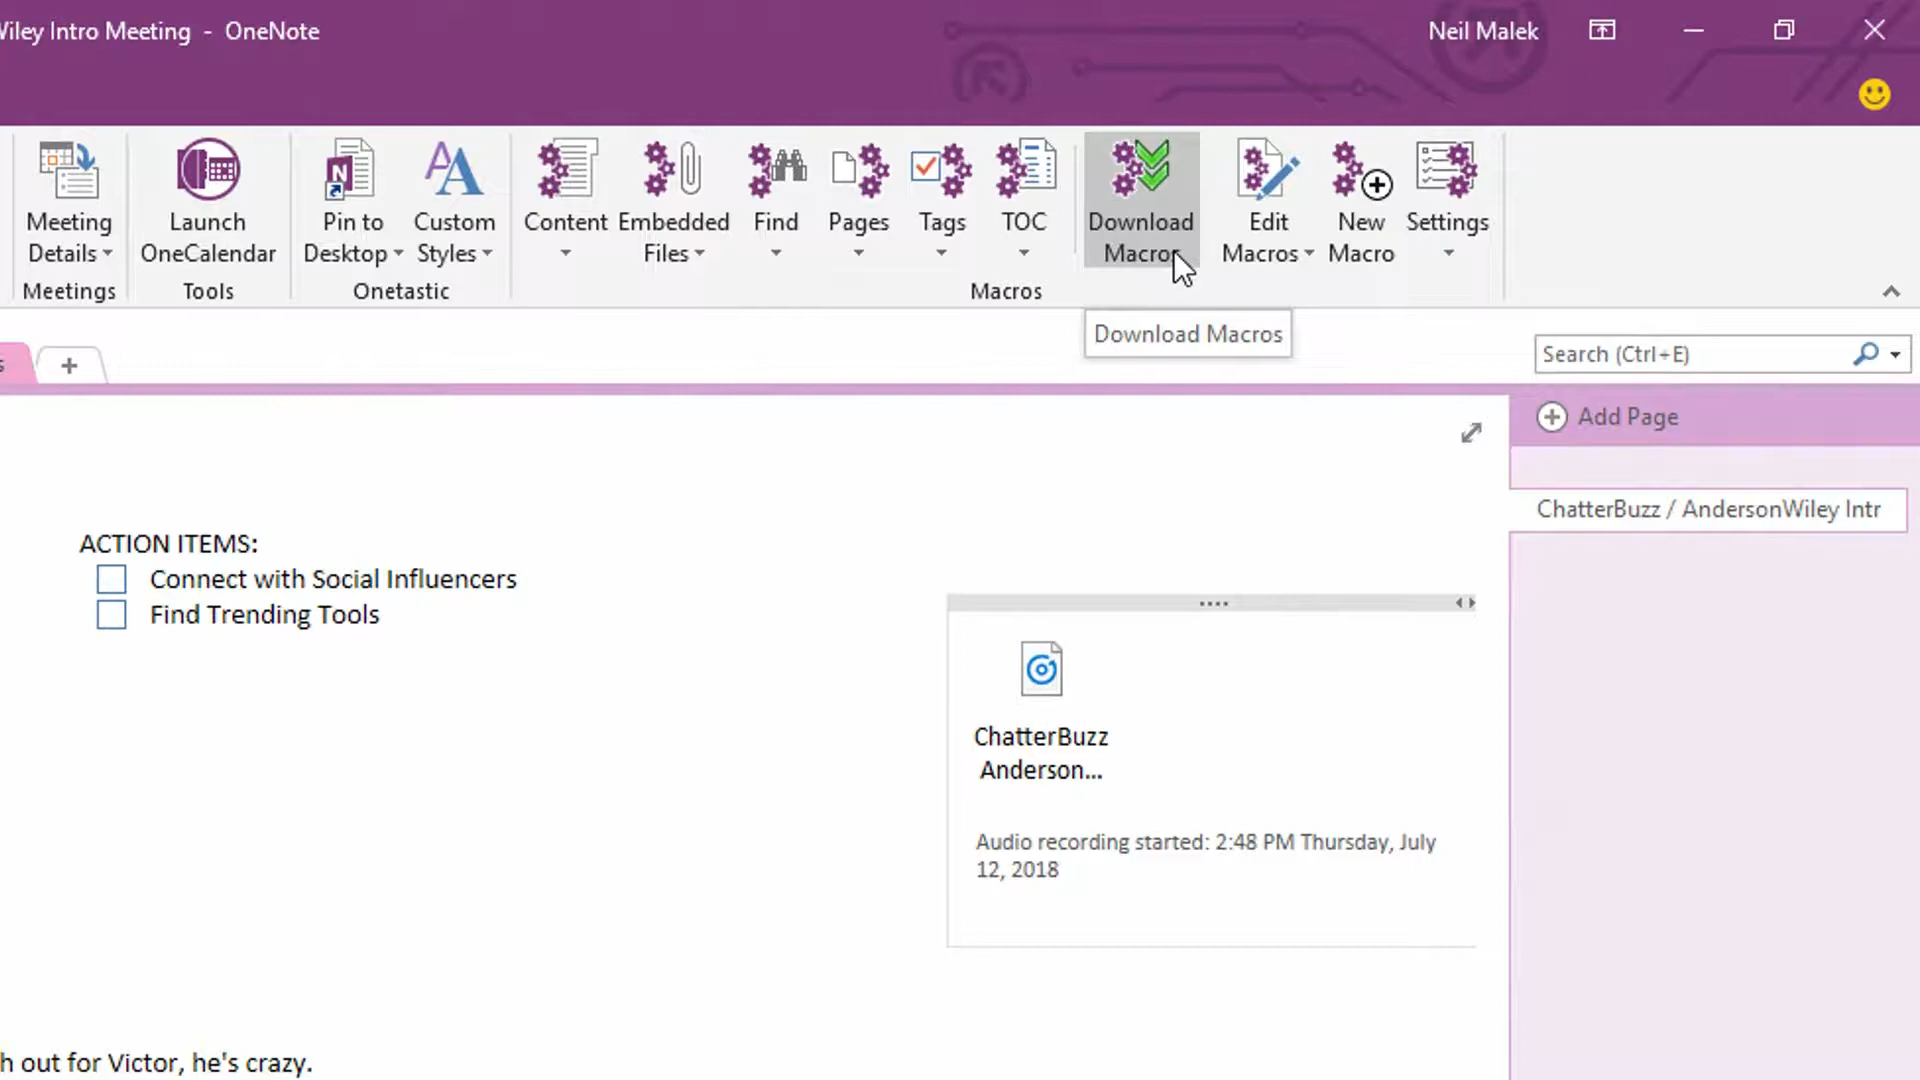 Wiley Intro Meeting - OneNote
Neil Malek
Meeting Details
Launch OneCalendar
Pin to Desktop
Custom Styles
Content
Embedded Files
Find
Pages
Tags
TOC
Download Macros
Edit Macros
New Macro
Settings
Meetings
Tools
Onetastic
Macros
Download Macros
Search (Ctrl+E)
Add Page
ChatterBuzz / AndersonWiley Intr
ACTION ITEMS:
Connect with Social Influencers
Find Trending Tools
ChatterBuzz
Anderson...
Audio recording started: 2:48 PM Thursday, July
12, 2018
h out for Victor, he's crazy.